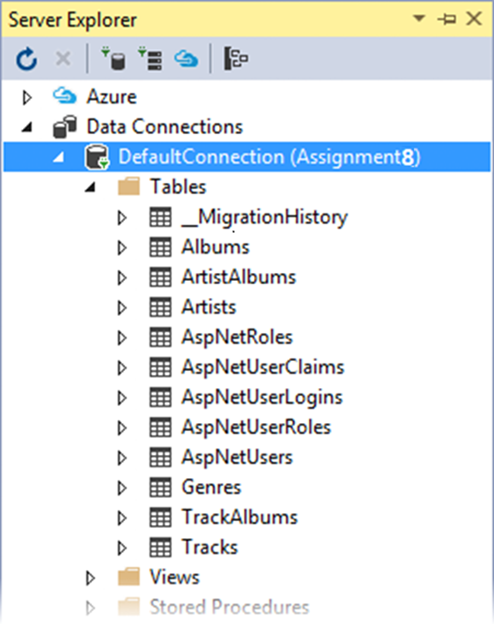 Server Explorer
Azure
Data Connections
DefaultConnection (Assignment8)
Tables
__MigrationHistory
Albums
ArtistAlbums
Artists
AspNetRoles
AspNetUserClaims
AspNetUserLogins
AspNetUserRoles
AspNetUsers
Genres
TrackAlbums
Tracks
Views
Stored Procedures